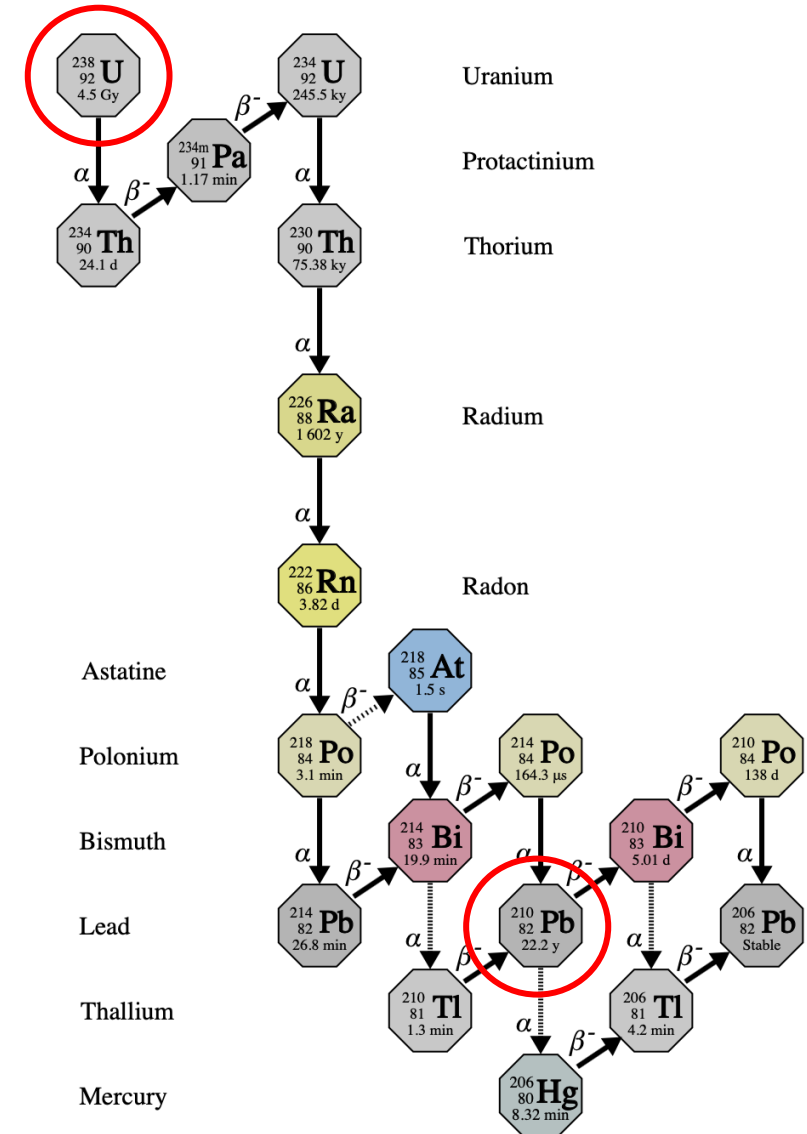 238
92 U
4.5 Gy
234
92 U
245.5 ky
Uranium
β-
234m
91 Pa
1.17 min
Protactinium
α
β-
α
234
90 Th
24.1 d
230
90 Th
75.38 ky
Thorium
α
226
88 Ra
1 602 y
Radium
α
222
86 Rn
3.82 d
Radon
Astatine
218
85 At
1.5 s
α
β-
Polonium
218
84 Po
3.1 min
214
84 Po
164.3 µs
210
84 Po
138 d
α
β-
β-
Bismuth
214
83 Bi
19.9 min
210
83 Bi
5.01 d
α
β-
α
β-
α
Lead
214
82 Pb
26.8 min
210
82 Pb
22.2 y
206
82 Pb
Stable
α
β-
α
β-
Thallium
210
81 Tl
1.3 min
206
81 Tl
4.2 min
α
β-
Mercury
206
80 Hg
8.32 min